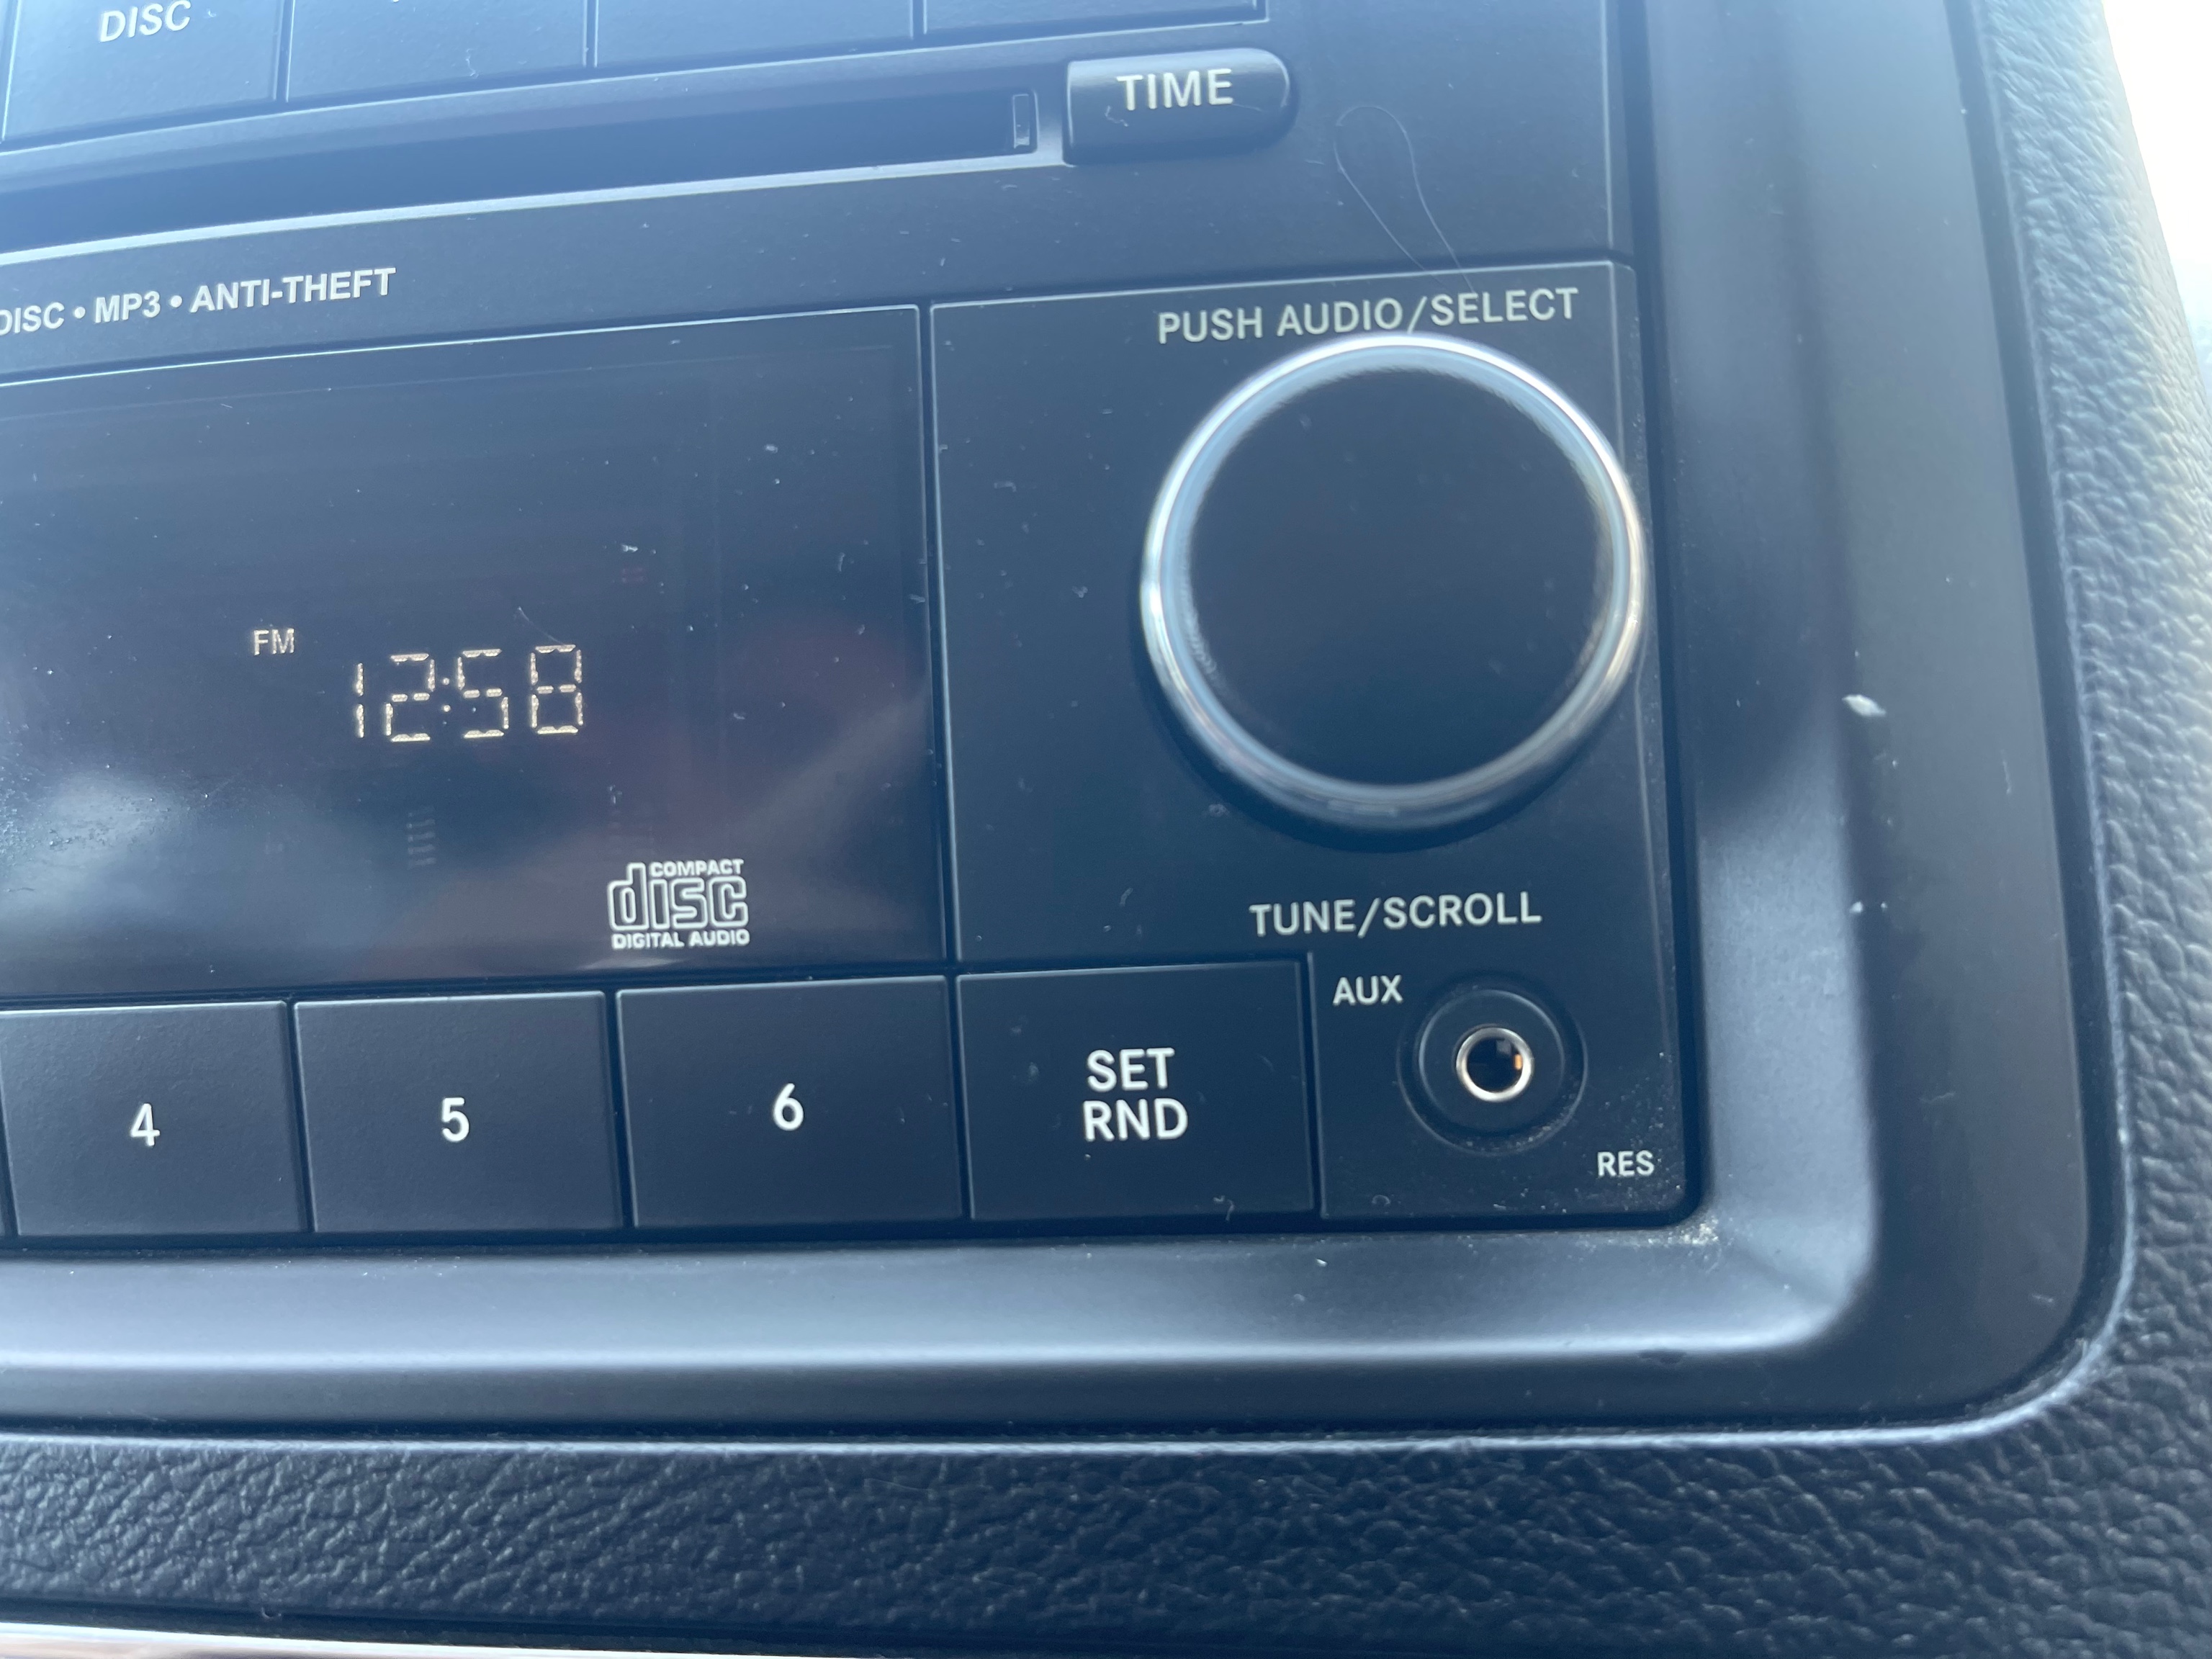 DISC
TIME
DISC • MP3 • ANTI-THEFT
PUSH AUDIO/SELECT
FM
12:58
COMPACT
disc
DIGITAL AUDIO
TUNE/SCROLL
AUX
4
5
6
SET
RND
RES